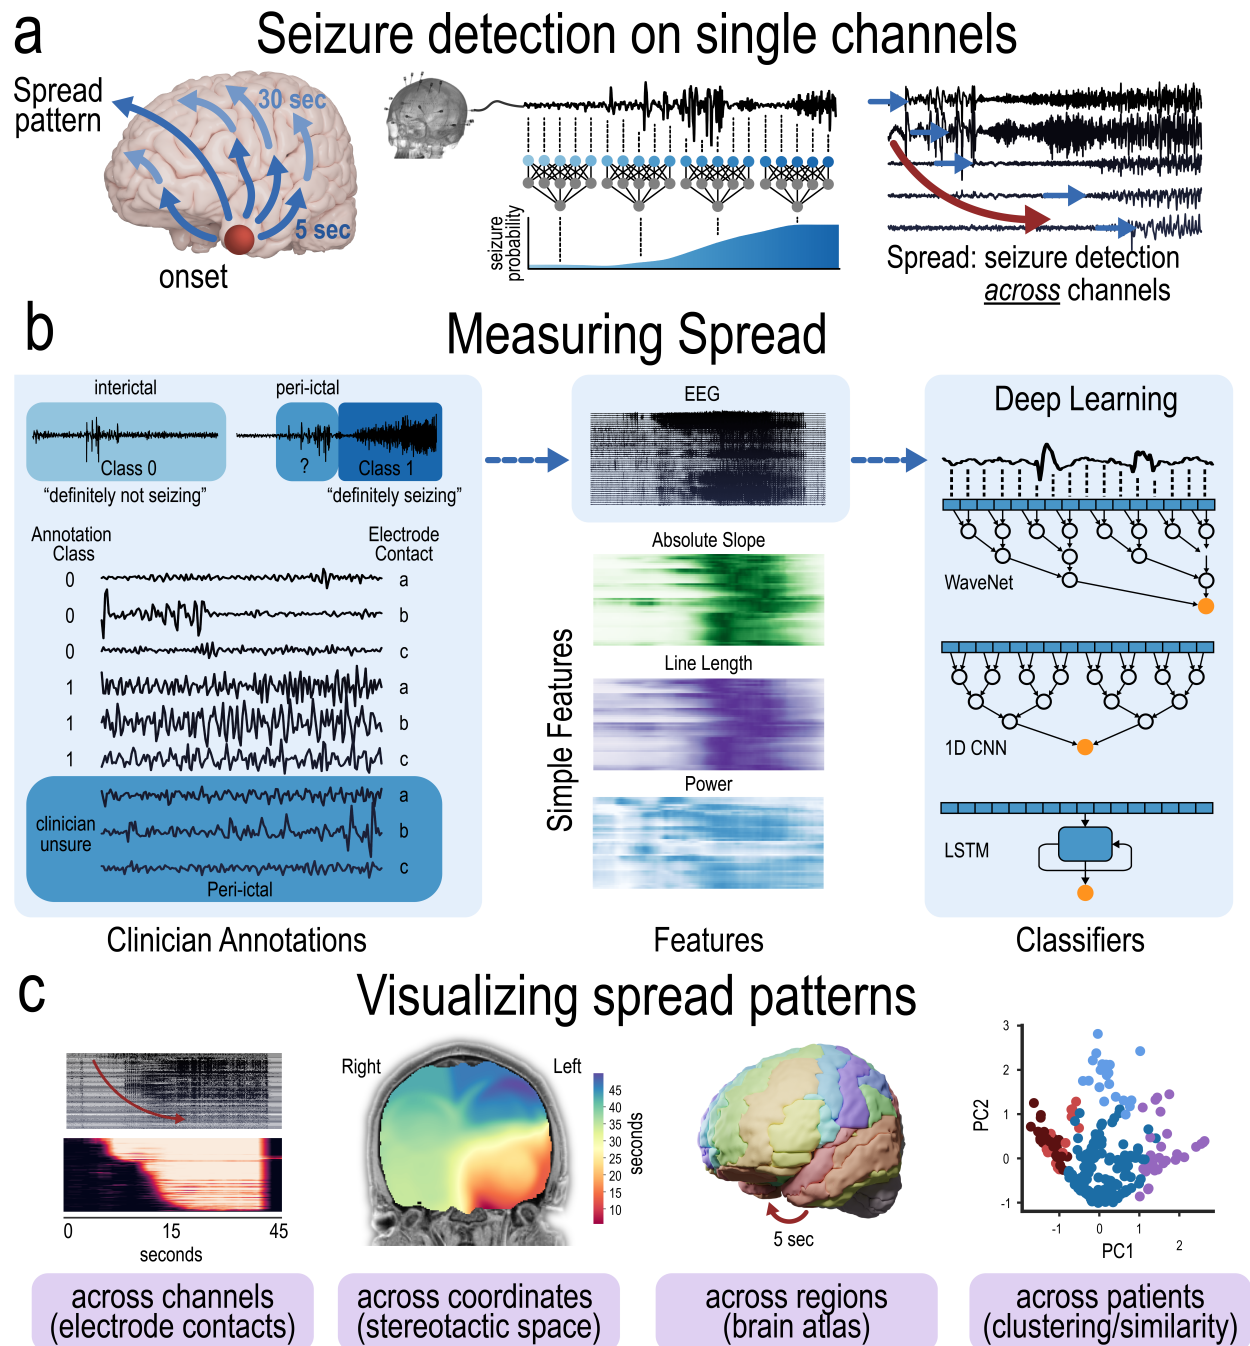 a
Seizure detection on single channels
Spread
pattern
30 sec
5 sec
onset
seizure
probability
Spread: seizure detection
across channels
b
Measuring Spread
interictal
peri-ictal
Class 0
?
Class 1
“definitely not seizing”
“definitely seizing”
Annotation
Class
Electrode
Contact
0
a
0
b
0
c
1
a
1
b
1
c
clinician
unsure
a
b
c
Peri-ictal
Clinician Annotations
EEG
Simple Features
Absolute Slope
Line Length
Power
Features
Deep Learning
WaveNet
1D CNN
LSTM
Classifiers
c
Visualizing spread patterns
0
15
45
seconds
across channels
(electrode contacts)
Right
Left
45
40
35
30
25
20
15
10
seconds
across coordinates
(stereotactic space)
5 sec
across regions
(brain atlas)
3
2
1
0
-1
PC2
-1
0
1
2
PC1
across patients
(clustering/similarity)